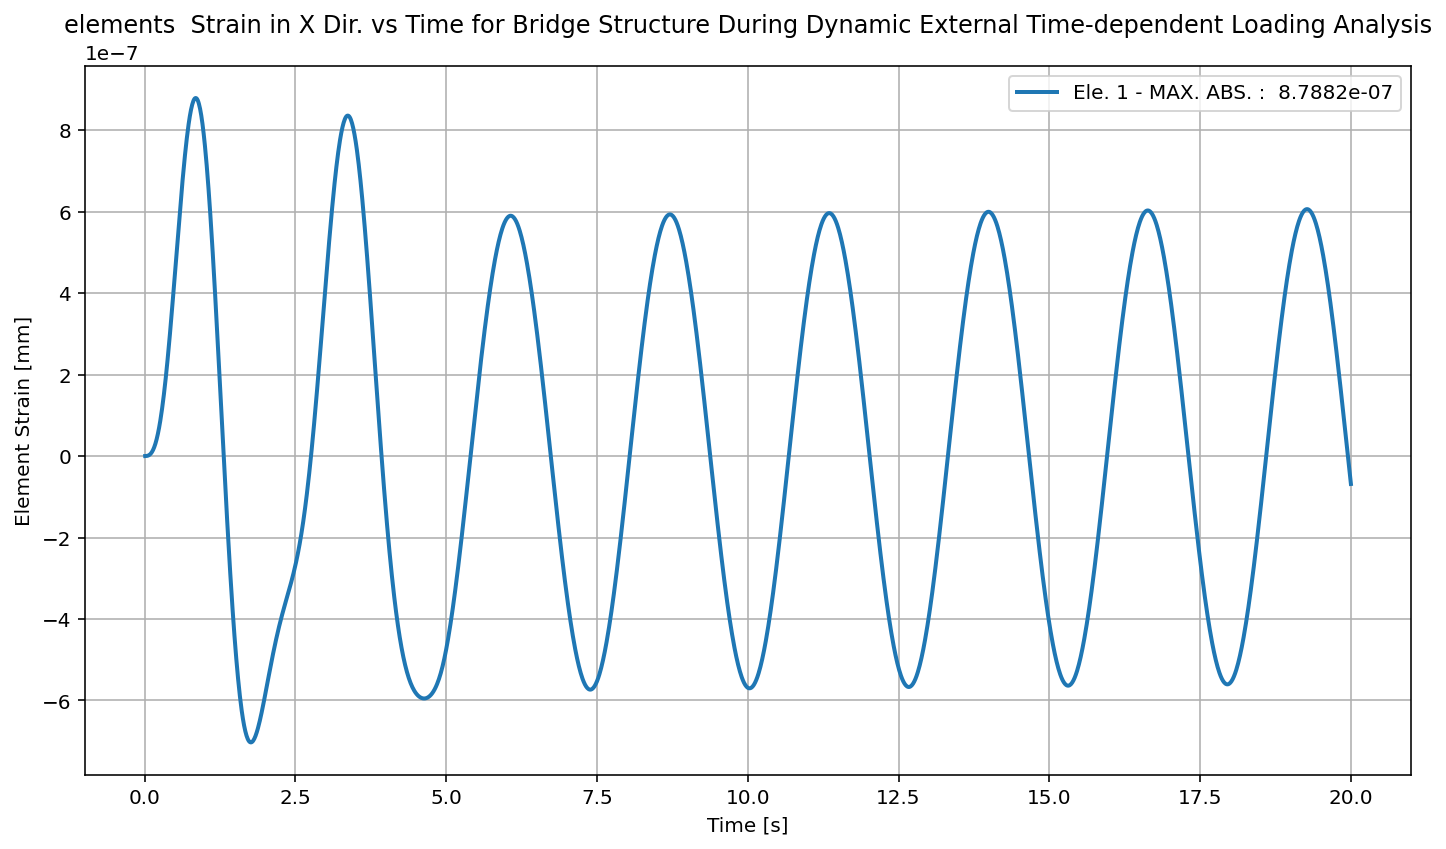 elements  Strain in X Dir. vs Time for Bridge Structure During Dynamic External Time-dependent Loading Analysis
1e−7
Ele. 1 - MAX. ABS. :  8.7882e-07
8
6
4
2
0
−2
−4
−6
Element Strain [mm]
0.0 2.5 5.0 7.5 10.0 12.5 15.0 17.5 20.0
Time [s]